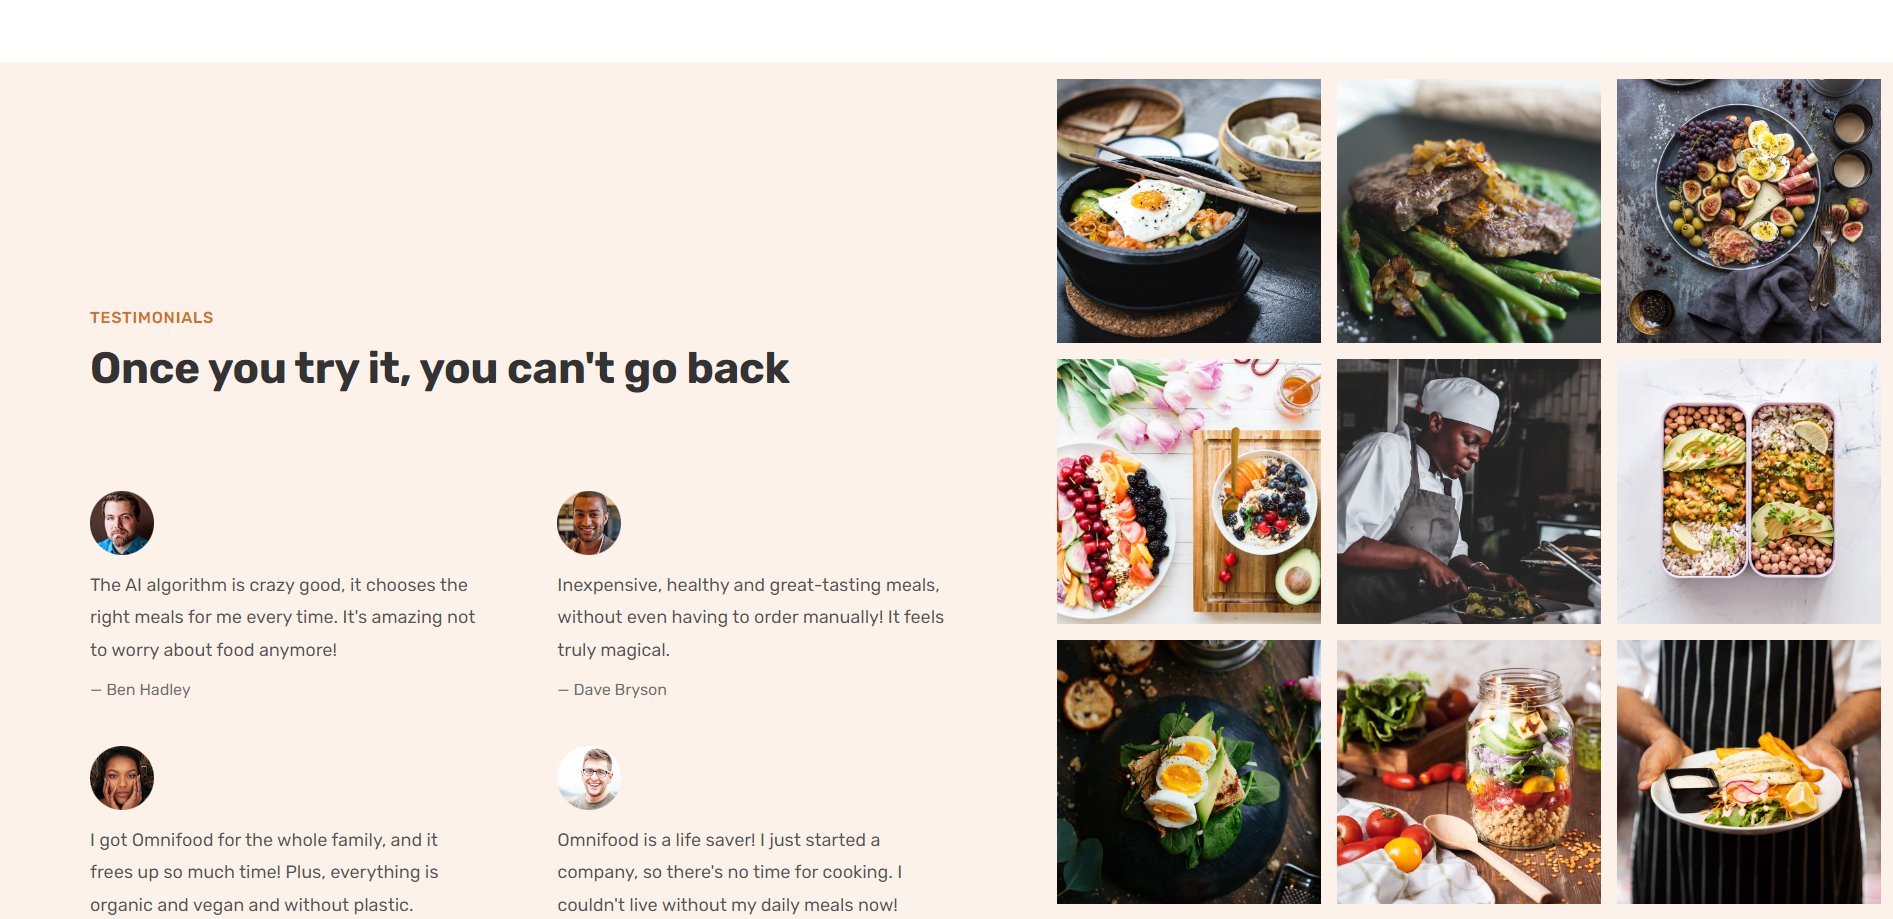 TESTIMONIALS
Once you try it, you can't go back
The AI algorithm is crazy good, it chooses the
right meals for me every time. It's amazing not
to worry about food anymore!
— Ben Hadley
Inexpensive, healthy and great-tasting meals,
without even having to order manually! It feels
truly magical.
— Dave Bryson
I got Omnifood for the whole family, and it
frees up so much time! Plus, everything is
organic and vegan and without plastic.
Omnifood is a life saver! I just started a
company, so there's no time for cooking. I
couldn't live without my daily meals now!